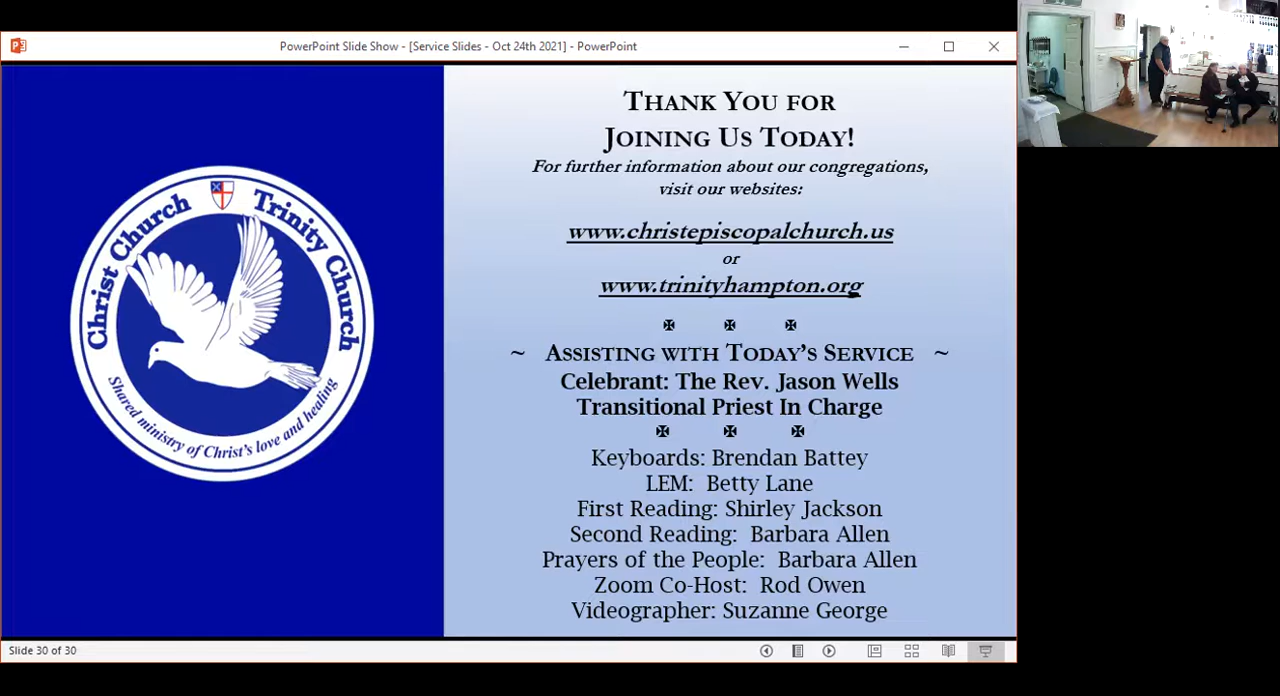 PowerPoint Slide Show - [Service Slides - Oct 24th 2021] - PowerPoint
Christ Church Trinity Church
Shared ministry of Christ's love and healing
THANK YOU FOR
JOINING US TODAY!
For further information about our congregations,
visit our websites:
www.christepiscopalchurch.us
or
www.trinityhampton.org
~ ASSISTING WITH TODAY'S SERVICE ~
Celebrant: The Rev. Jason Wells
Transitional Priest In Charge
Keyboards: Brendan Battey
LEM: Betty Lane
First Reading: Shirley Jackson
Second Reading: Barbara Allen
Prayers of the People: Barbara Allen
Zoom Co-Host: Rod Owen
Videographer: Suzanne George
Slide 30 of 30